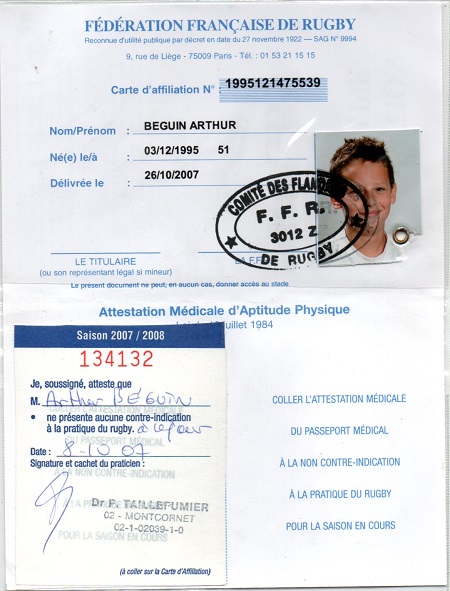 FÉDÉRATION FRANÇAISE DE RUGBY
Reconnue d'utilité publique par décret en date du 27 novembre 1922 — SAG N° 9994
9, rue de Liège - 75009 Paris - Tél. : 01 53 21 15 15
Carte d'affiliation N° : 1995121475539
Nom/Prénom : BEGUIN ARTHUR
Né(e) le/à : 03/12/1995 51
Délivrée le : 26/10/2007
COMITÉ DES FLANDRES
F. F. R.
3012 Z
DE RUGBY
LE TITULAIRE
(ou son représentant légal si mineur)
LA F.F.
Le présent document ne peut, en aucun cas, donner accès au stade
Attestation Médicale d'Aptitude Physique
juillet 1984
Saison 2007 / 2008
134132
Je, soussigné, atteste que
M. Arthur BÉGUIN
• ne présente aucune contre-indication
à la pratique du rugby.
Date : 8-10 07
Signature et cachet du praticien :
Dr F. TAILLEFUMIER
02 - MONTCORNET
02-1-02039-1-0
(à coller sur la Carte d'Affiliation)
COLLER L'ATTESTATION MÉDICALE
DU PASSEPORT MÉDICAL
À LA NON CONTRE-INDICATION
À LA PRATIQUE DU RUGBY
POUR LA SAISON EN COURS